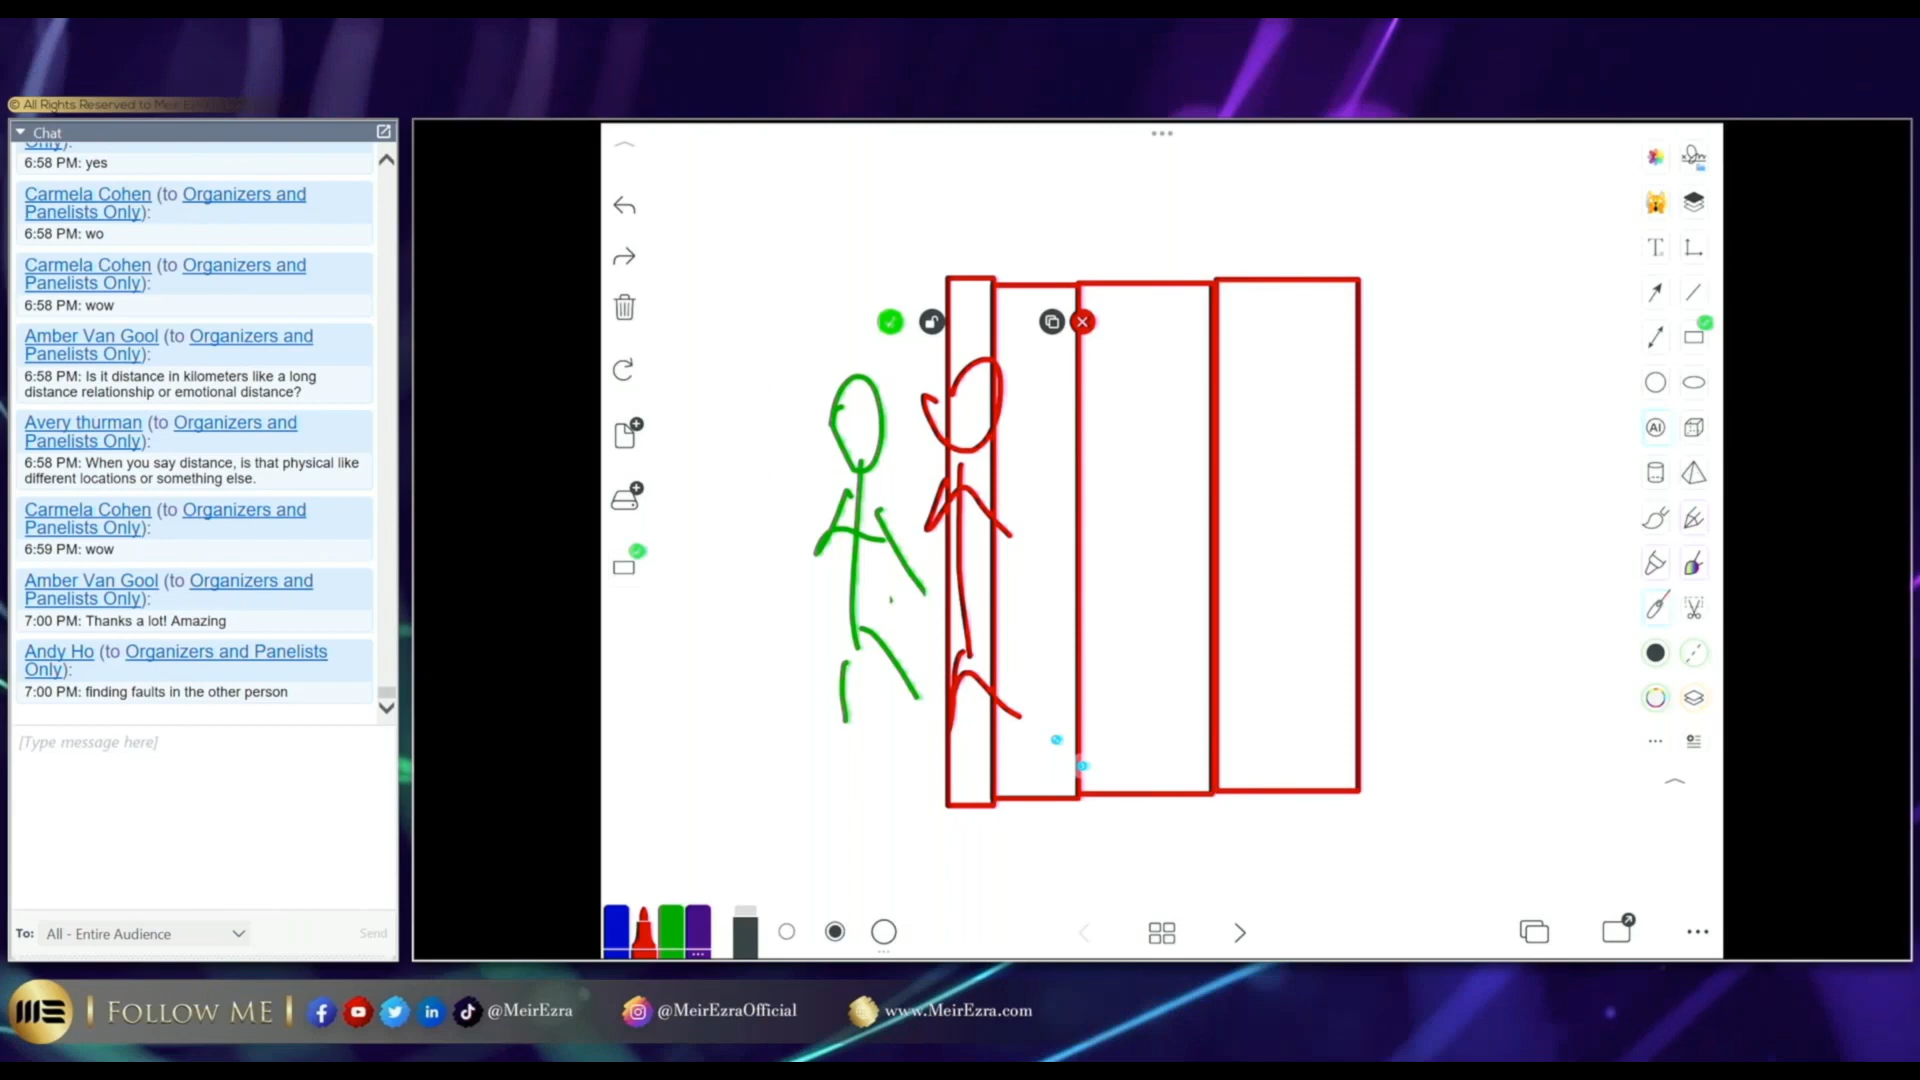 © All Rights Reserved to Meir
Chat
Only):
6:58 PM: yes
Carmela Cohen (to Organizers and
Panelists Only):
6:58 PM: wo
Carmela Cohen (to Organizers and
Panelists Only):
6:58 PM: wow
Amber Van Gool (to Organizers and
Panelists Only):
6:58 PM: Is it distance in kilometers like a long
distance relationship or emotional distance?
Avery thurman (to Organizers and
Panelists Only):
6:58 PM: When you say distance, is that physical like
different locations or something else.
Carmela Cohen (to Organizers and
Panelists Only):
6:59 PM: wow
Amber Van Gool (to Organizers and
Panelists Only):
7:00 PM: Thanks a lot! Amazing
Andy Ho (to Organizers and Panelists
Only):
7:00 PM: finding faults in the other person
[Type message here]
To: All - Entire Audience
Send
T
AI
ME | FOLLOW ME | @MeirEzra @MeirEzraOfficial www.MeirEzra.com